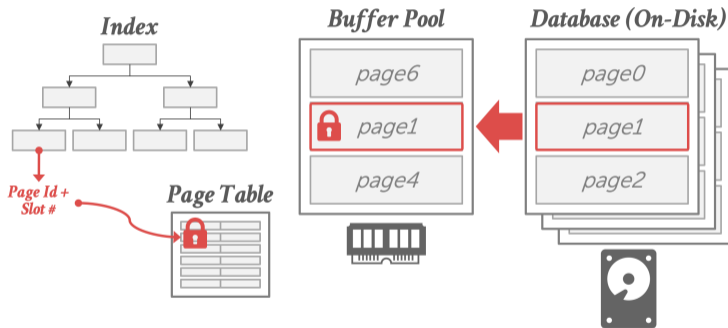 Index
Buffer Pool
Database (On-Disk)
page6
page1
page4
page0
page1
page2
Page Id +
Slot #
Page Table